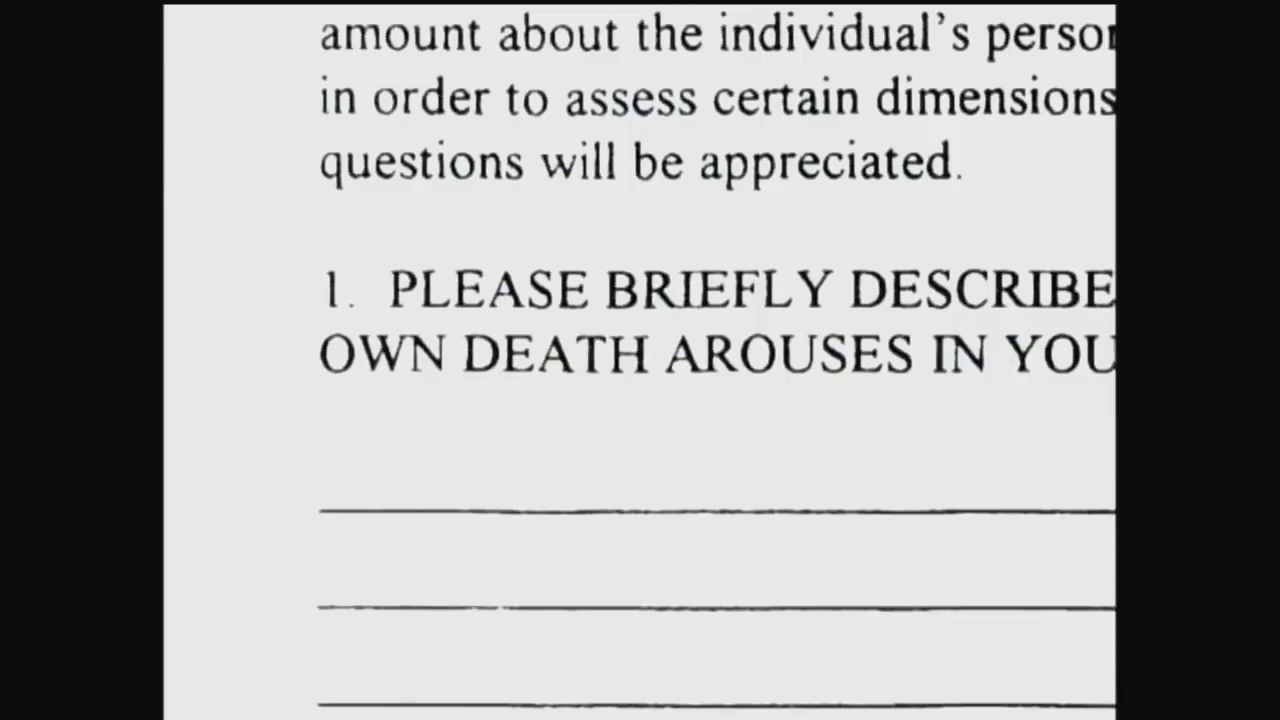 amount about the individual's person
in order to assess certain dimensions
questions will be appreciated.
1. PLEASE BRIEFLY DESCRIBE
OWN DEATH AROUSES IN YOU